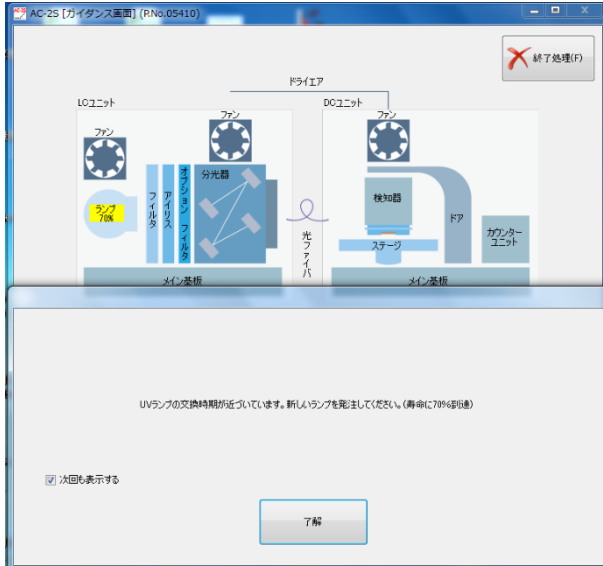 AC-2S [ガイダンス画面] (P.No.05410)
終了処理(F)
ドライエア
LCユニット
DCユニット
ファン
ファン
ファン
ランプ
70%
フィルタ
アイリス
オプション フィルタ
分光器
光ファイバ
検知器
ステージ
ドア
カウンター
ユニット
メイン基板
メイン基板
UVランプの交換時期が近づいています。新しいランプを発注してください。(寿命に70%到達)
次回も表示する
了解